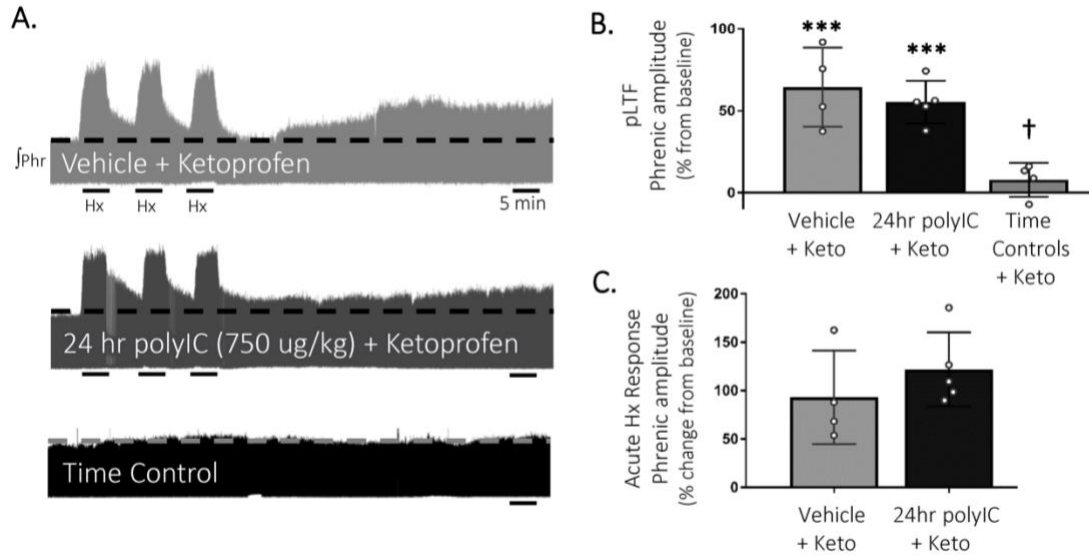 A.
∫Phr
Vehicle + Ketoprofen
Hx Hx Hx
5 min
24 hr polyIC (750 ug/kg) + Ketoprofen
Time Control
B.
pLTF
Phrenic amplitude
(% from baseline)
100
50
0
***
***
†
Vehicle
+ Keto
24hr polyIC
+ Keto
Time
Controls
+ Keto
C.
Acute Hx Response
Phrenic amplitude
(% change from baseline)
200
150
100
50
0
Vehicle
+ Keto
24hr polyIC
+ Keto